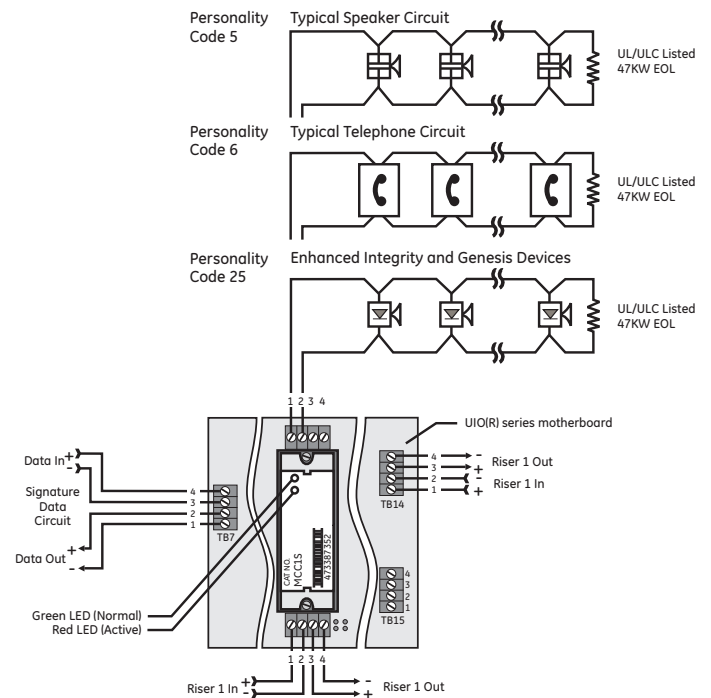 Personality
Code 5
Typical Speaker Circuit
UL/ULC Listed
47KW EOL
Personality
Code 6
Typical Telephone Circuit
UL/ULC Listed
47KW EOL
Personality
Code 25
Enhanced Integrity and Genesis Devices
UL/ULC Listed
47KW EOL
1 2 3 4
UIO(R) series motherboard
Data In + -
Signature
Data
Circuit
Data Out + -
4
3
2
1
TB7
4 -
3 +
2 -
1 +
Riser 1 Out
Riser 1 In
TB14
CAT NO.
MCC1S
473387352
4
3
2
1
TB15
Green LED (Normal)
Red LED (Active)
1 2 3 4
Riser 1 In + -
- + Riser 1 Out